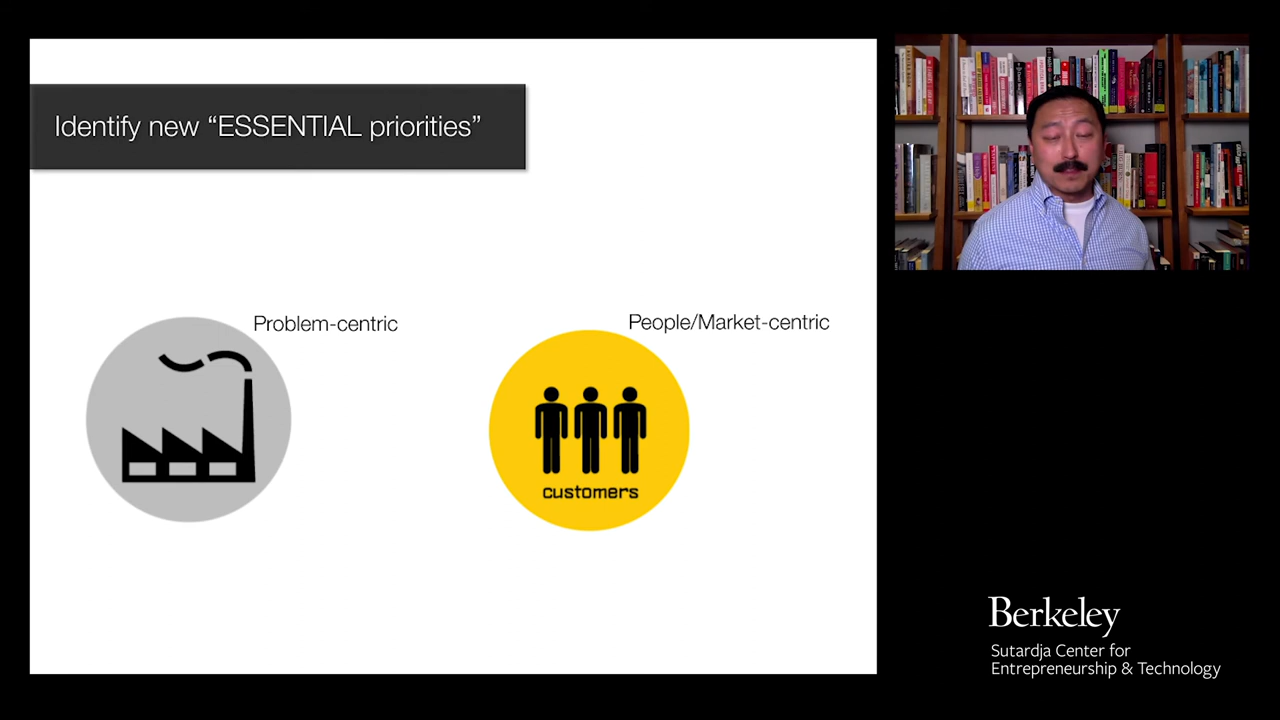 Identify new “ESSENTIAL priorities”
Problem-centric
People/Market-centric
customers
Berkeley
Sutardja Center for
Entrepreneurship & Technology